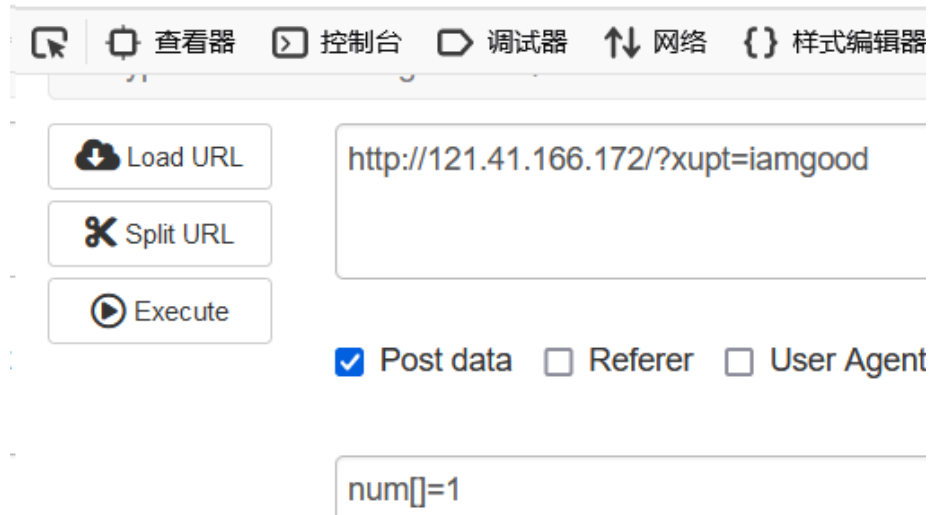 查看器 控制台 调试器 网络 {} 样式编辑器
Load URL
http://121.41.166.172/?xupt=iamgood
Split URL
Execute
Post data Referer User Agent
num[]=1